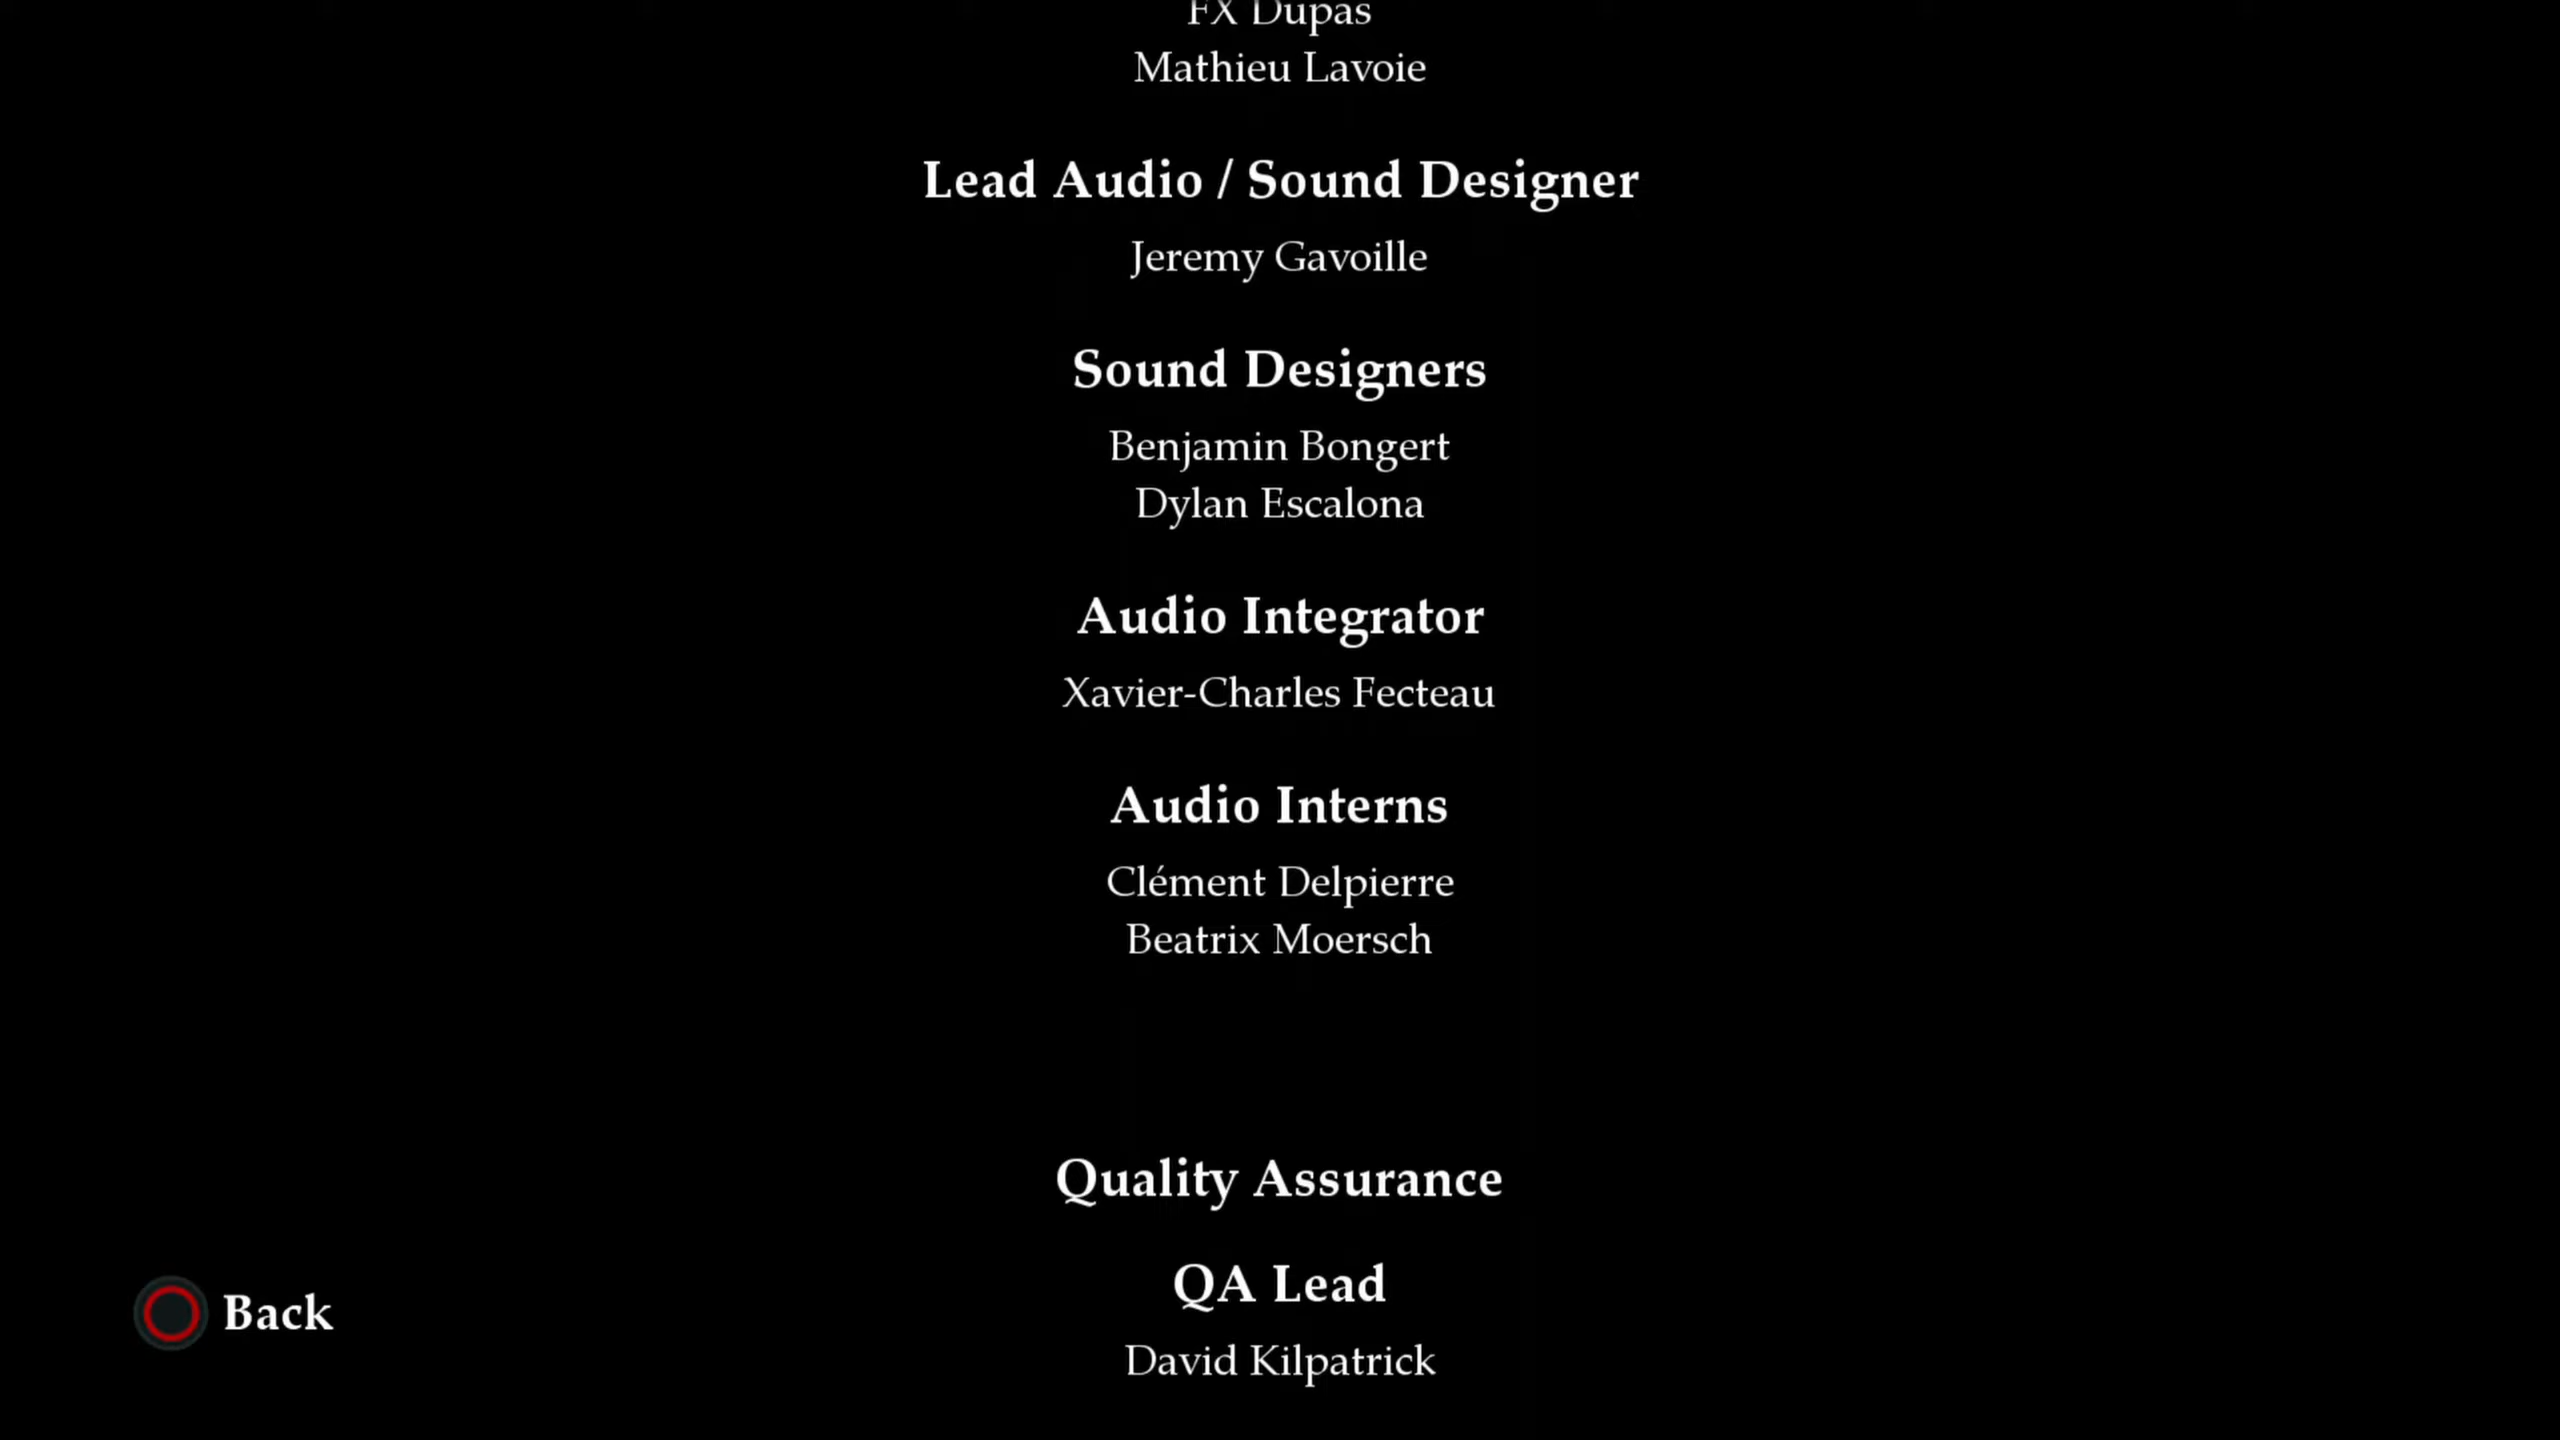 FX Dupas
Mathieu Lavoie
Lead Audio / Sound Designer
Jeremy Gavoille
Sound Designers
Benjamin Bongert
Dylan Escalona
Audio Integrator
Xavier-Charles Fecteau
Audio Interns
Clément Delpierre
Beatrix Moersch
Quality Assurance
QA Lead
David Kilpatrick
Back